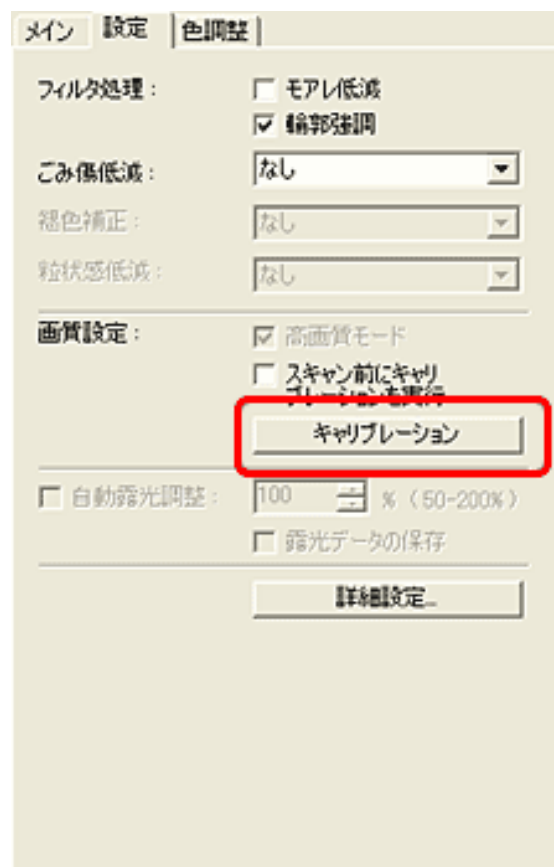 メイン 設定 色調整
フィルタ処理： モアレ低減
輪郭強調
ごみ傷低減： なし
褪色補正： なし
粒状感低減： なし
画質設定： 高画質モード
スキャン前にキャリ
ブレーションを実行
キャリブレーション
自動露光調整： 100 %（50-200%）
露光データの保存
詳細設定...